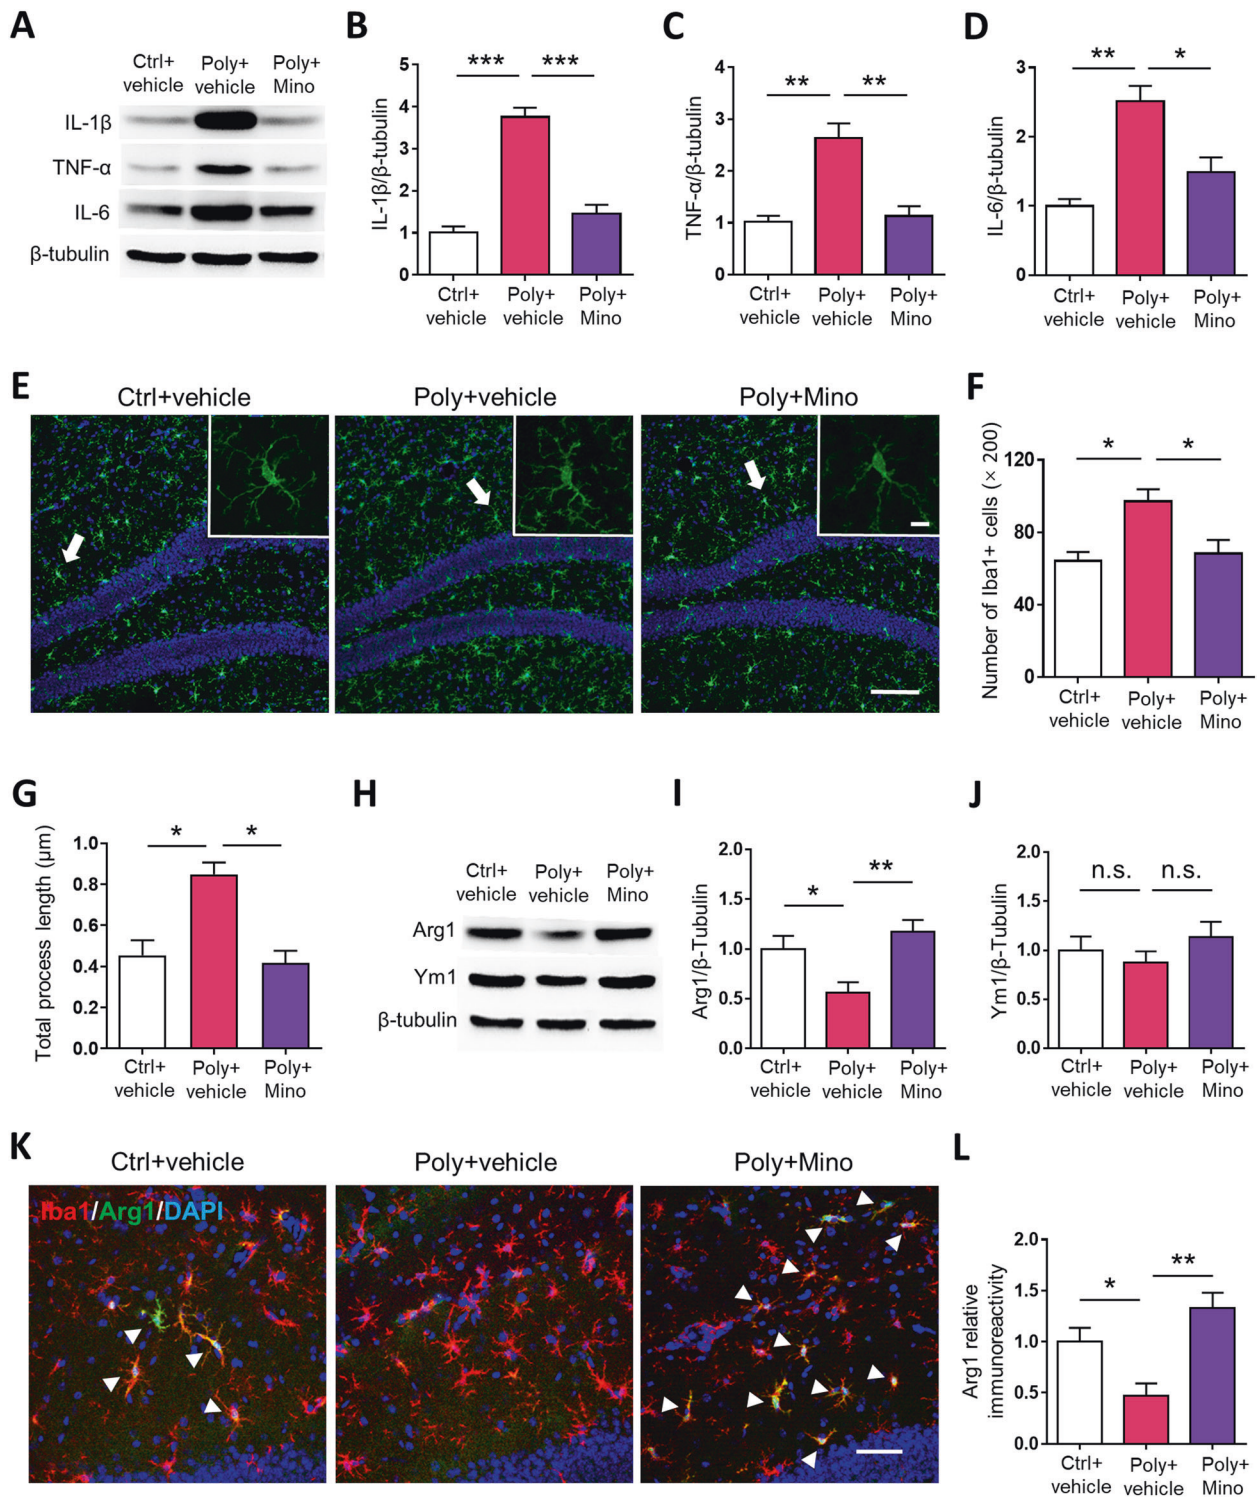 A
Ctrl+ vehicle
Poly+ vehicle
Poly+ Mino
IL-1β
TNF-α
IL-6
β-tubulin
B
IL-1β/β-tubulin
5
4
3
2
1
0
*** ***
Ctrl+ vehicle
Poly+ vehicle
Poly+ Mino
C
TNF-α/β-tubulin
4
3
2
1
0
** **
Ctrl+ vehicle
Poly+ vehicle
Poly+ Mino
D
IL-6/β-tubulin
3
2
1
0
** *
Ctrl+ vehicle
Poly+ vehicle
Poly+ Mino
E
Ctrl+vehicle
Poly+vehicle
Poly+Mino
F
Number of Iba1+ cells (× 200)
120
80
40
0
* *
Ctrl+ vehicle
Poly+ vehicle
Poly+ Mino
G
Total process length (μm)
1.0
0.8
0.6
0.4
0.2
0.0
* *
Ctrl+ vehicle
Poly+ vehicle
Poly+ Mino
H
Ctrl+ vehicle
Poly+ vehicle
Poly+ Mino
Arg1
Ym1
β-tubulin
I
Arg1/β-Tubulin
2.0
1.5
1.0
0.5
0.0
* **
Ctrl+ vehicle
Poly+ vehicle
Poly+ Mino
J
Ym1/β-Tubulin
2.0
1.5
1.0
0.5
0.0
n.s. n.s.
Ctrl+ vehicle
Poly+ vehicle
Poly+ Mino
K
Ctrl+vehicle
Poly+vehicle
Poly+Mino
Iba1/Arg1/DAPI
L
Arg1 relative
immunoreactivity
2.0
1.5
1.0
0.5
0.0
* **
Ctrl+ vehicle
Poly+ vehicle
Poly+ Mino